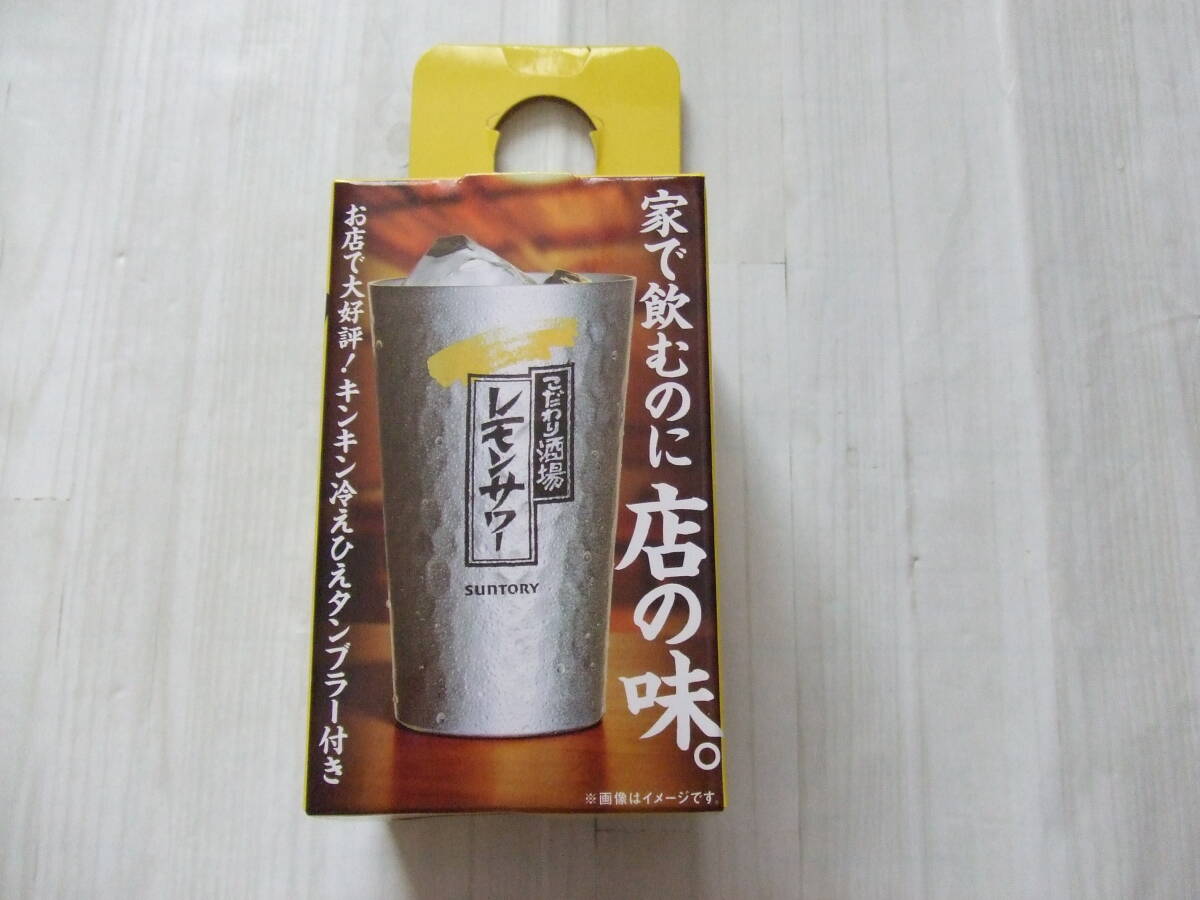 家で飲むのに店の味。
こだわり酒場
レモンサワー
SUNTORY
お店で大好評！キンキン冷えひえタンブラー付き
※画像はイメージです。